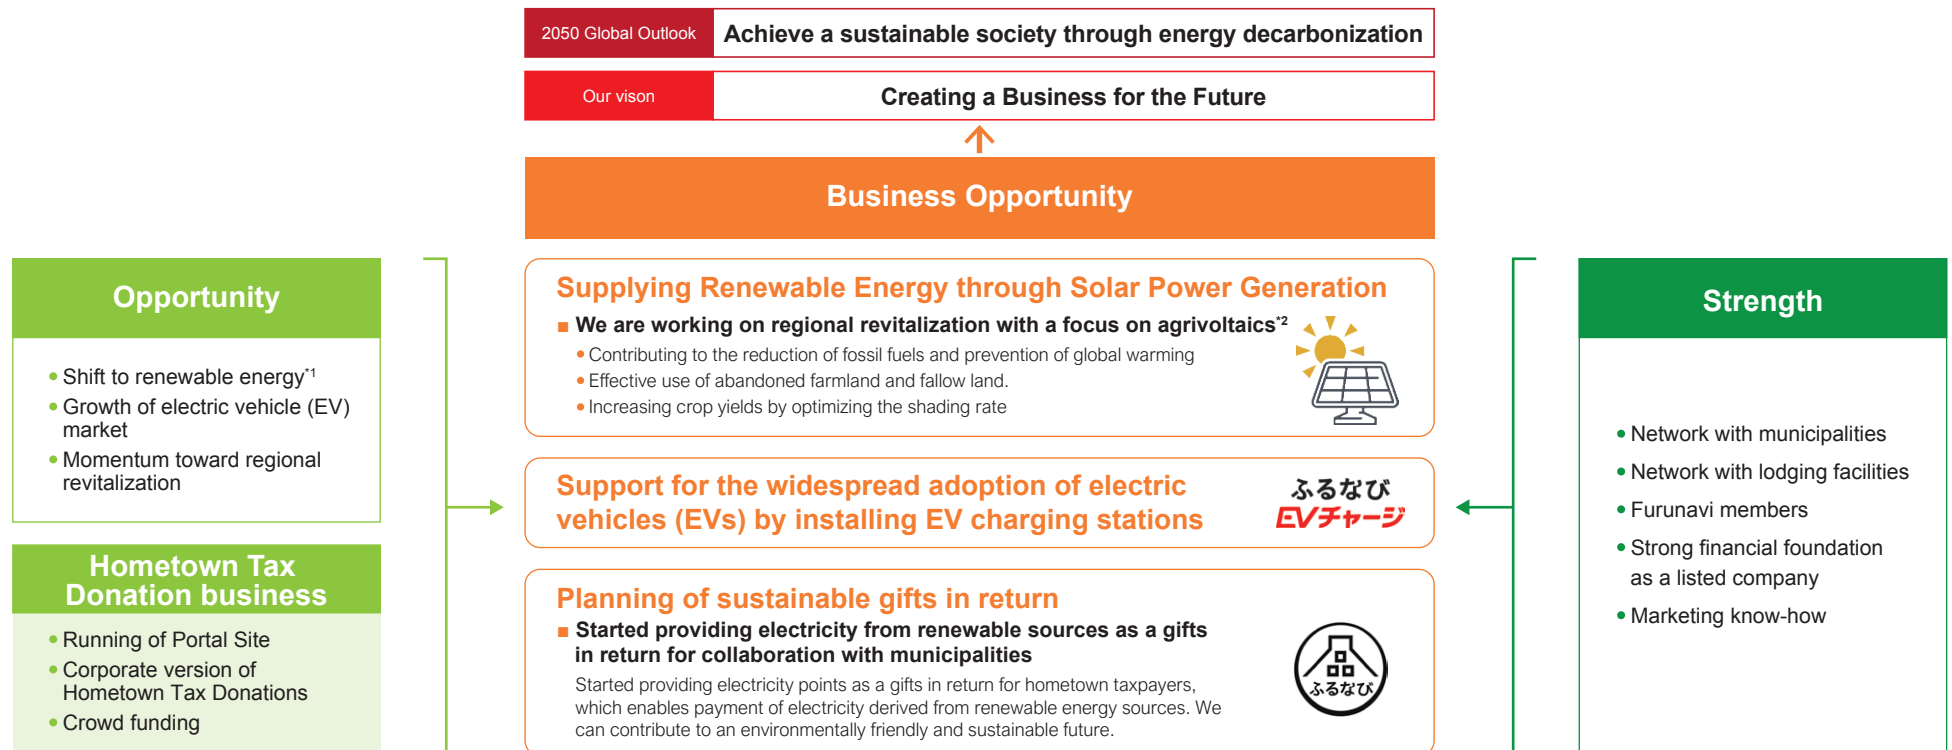 2050 Global Outlook
Achieve a sustainable society through energy decarbonization
Our vison
Creating a Business for the Future
Business Opportunity
Opportunity
• Shift to renewable energy*1
• Growth of electric vehicle (EV)
market
• Momentum toward regional
revitalization
Hometown Tax
Donation business
• Running of Portal Site
• Corporate version of
Hometown Tax Donations
• Crowd funding
Supplying Renewable Energy through Solar Power Generation
■ We are working on regional revitalization with a focus on agrivoltaics*2
• Contributing to the reduction of fossil fuels and prevention of global warming
• Effective use of abandoned farmland and fallow land.
• Increasing crop yields by optimizing the shading rate
Support for the widespread adoption of electric
vehicles (EVs) by installing EV charging stations
ふるなび
EVチャージ
Planning of sustainable gifts in return
■ Started providing electricity from renewable sources as a gifts
in return for collaboration with municipalities
Started providing electricity points as a gifts in return for hometown taxpayers,
which enables payment of electricity derived from renewable energy sources. We
can contribute to an environmentally friendly and sustainable future.
ふるなび
Strength
• Network with municipalities
• Network with lodging facilities
• Furunavi members
• Strong financial foundation
as a listed company
• Marketing know-how